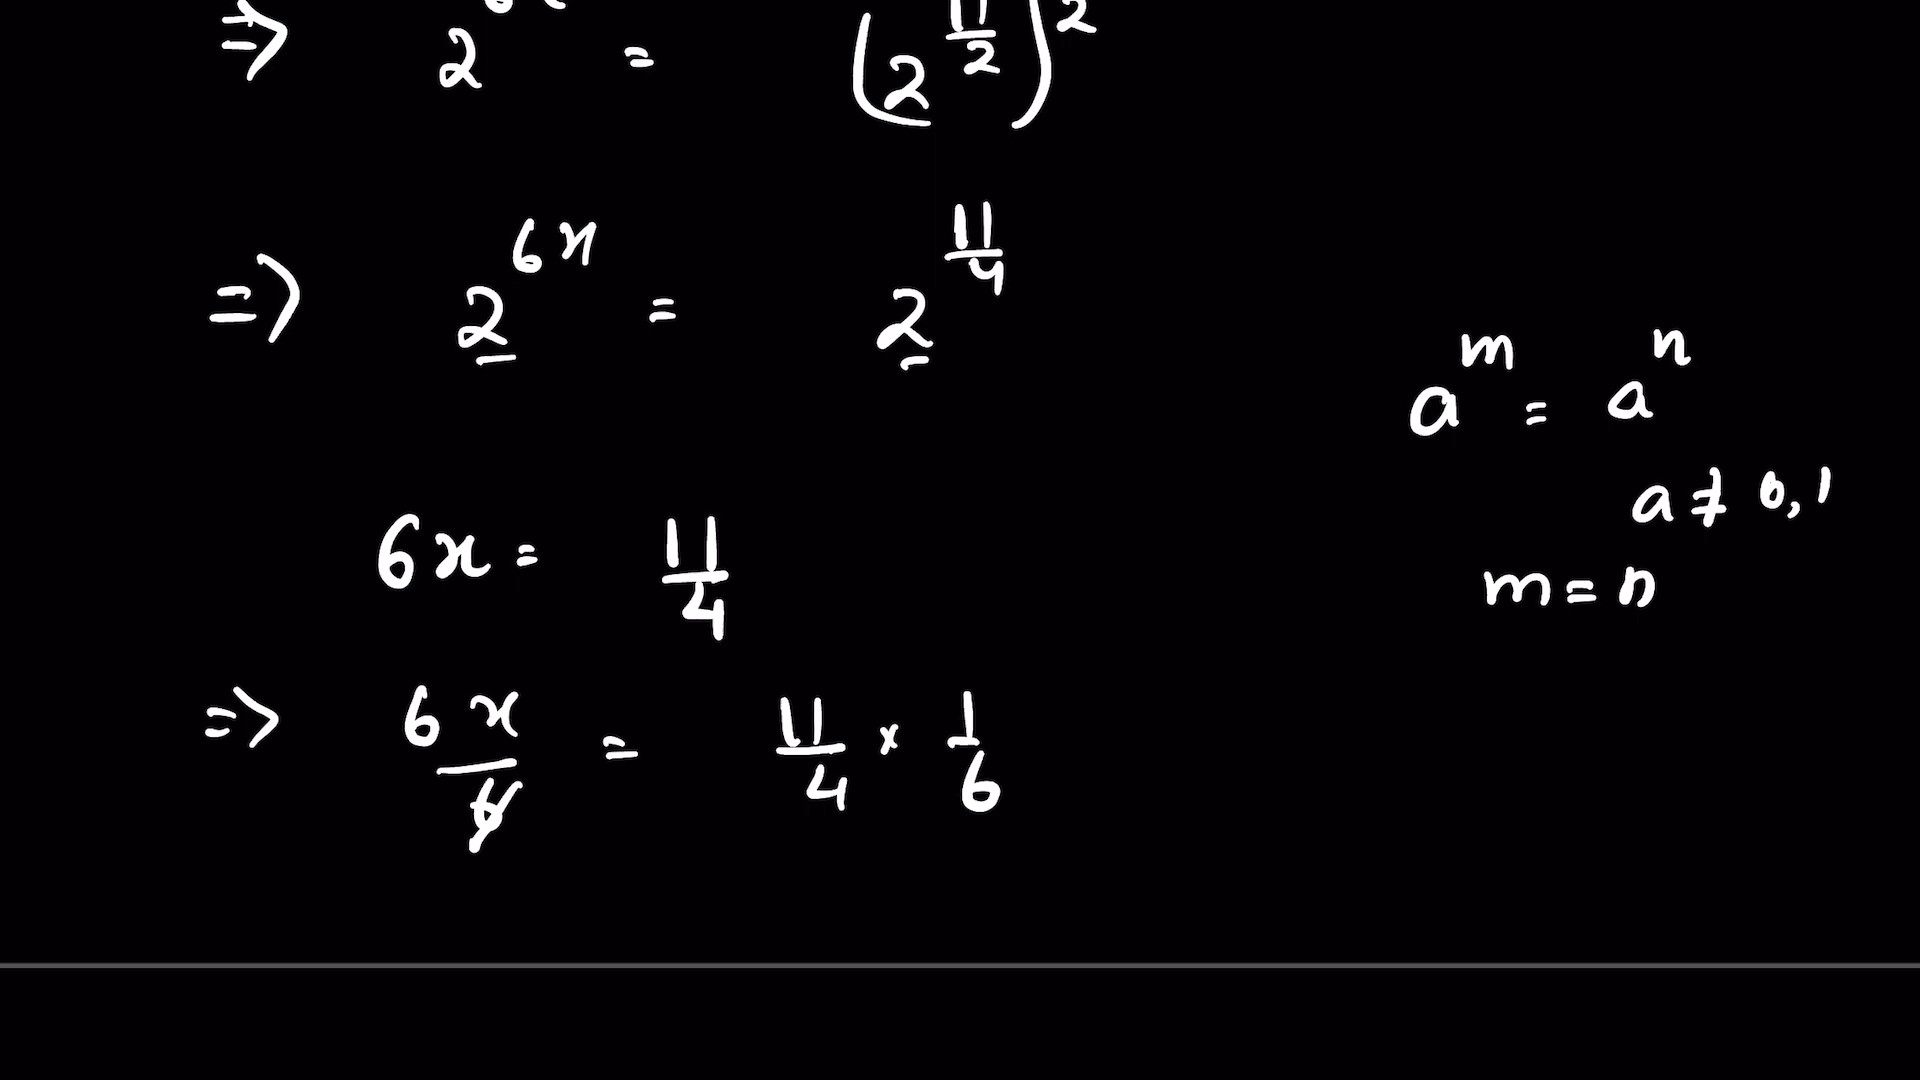 ⇒ 2^6x = (2^11/2)^2
⇒ 2^6x = 2^11/4
a^m = a^n
a ≠ 0, 1
6x = 11/4
m = n
⇒ 6x/6 = 11/4 × 1/6